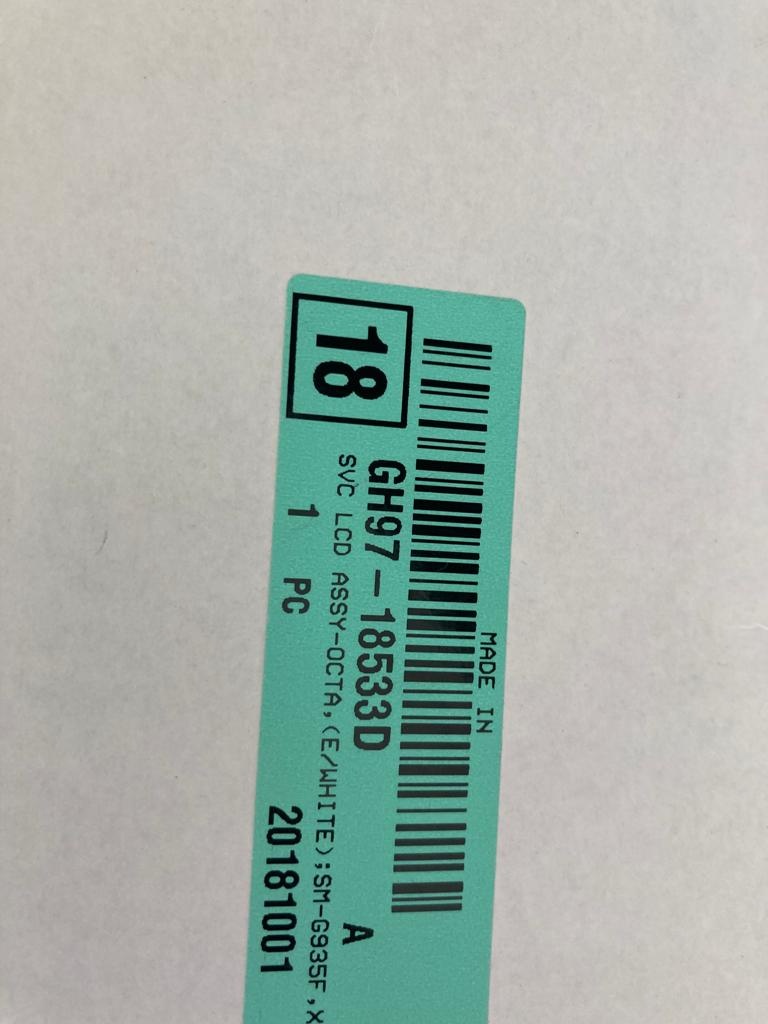 MADE IN
18
GH97-18533D
A
SVC LCD ASSY-OCTA,(E/WHITE);SM-G935F,X
1 PC
20181001